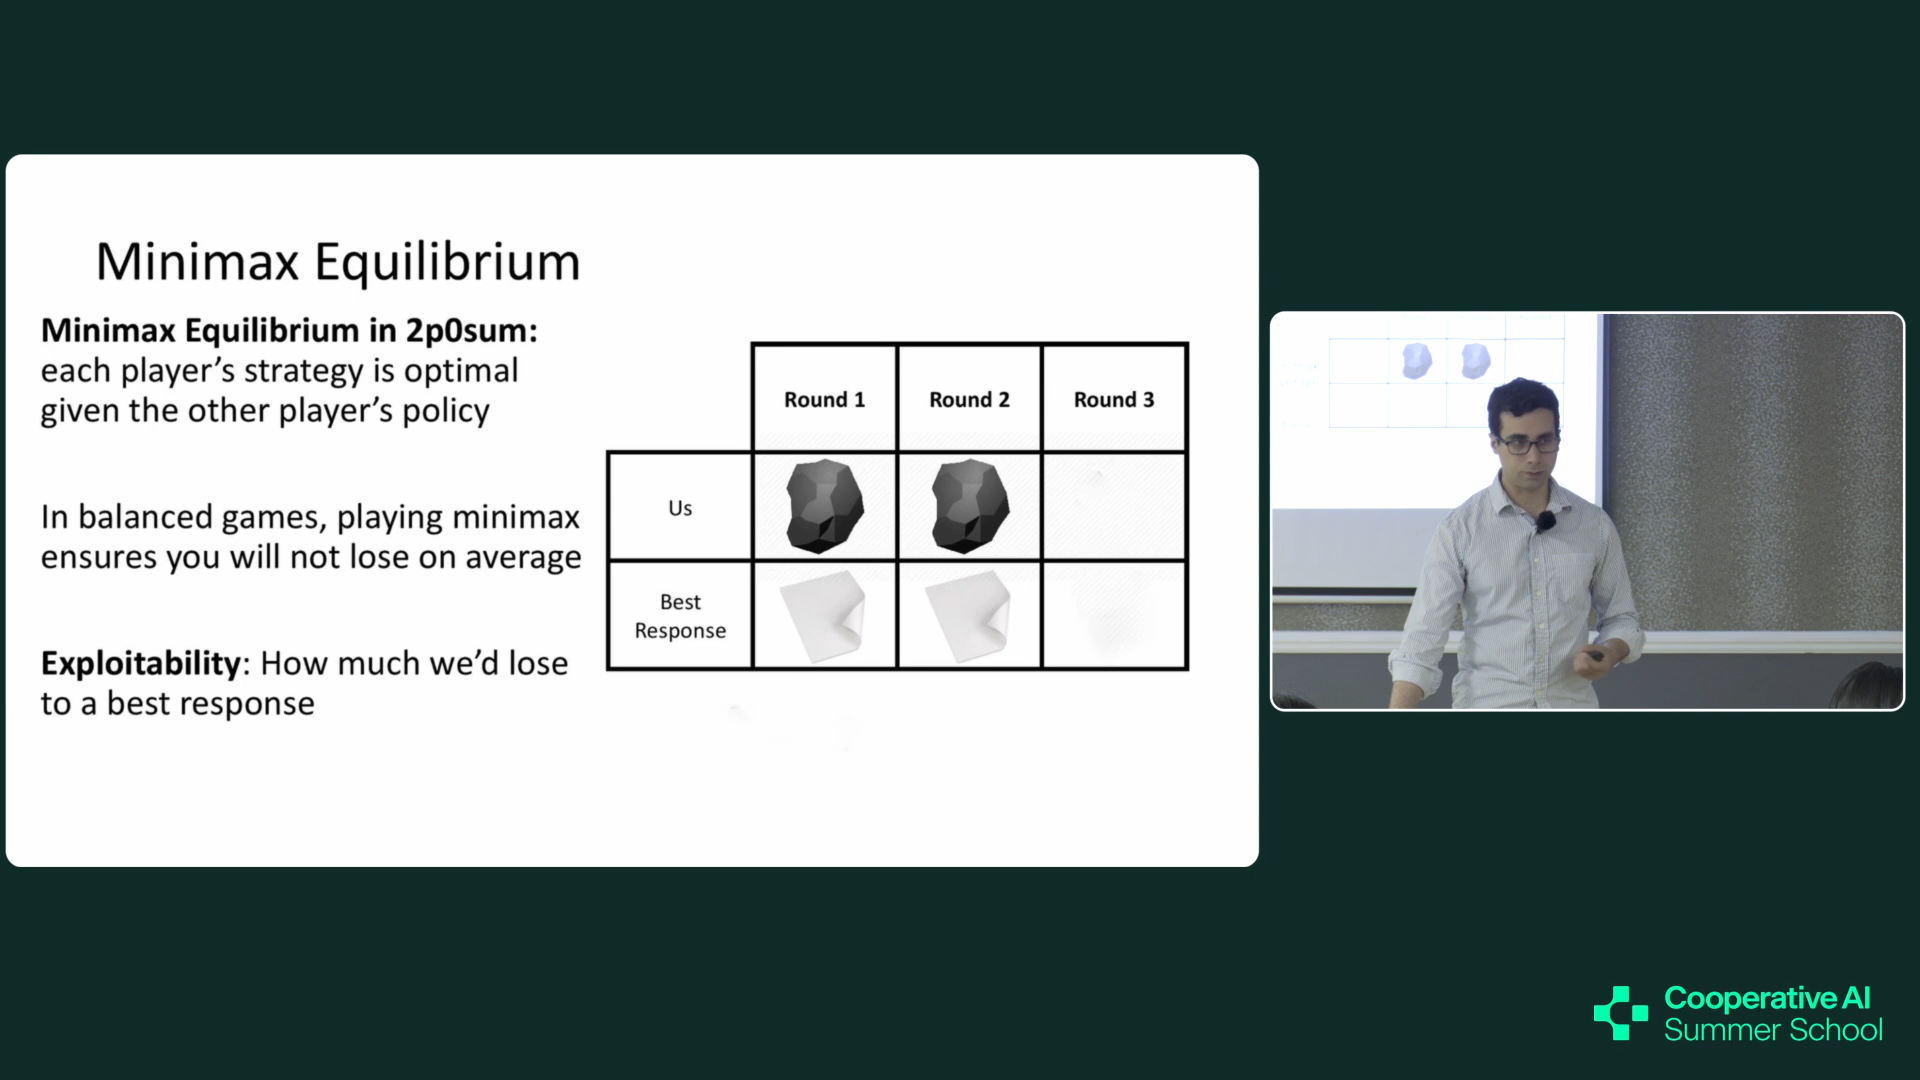 Minimax Equilibrium
Minimax Equilibrium in 2p0sum:
each player’s strategy is optimal
given the other player’s policy
In balanced games, playing minimax
ensures you will not lose on average
Exploitability: How much we’d lose
to a best response
Round 1
Round 2
Round 3
Us
Best
Response
Cooperative AI
Summer School